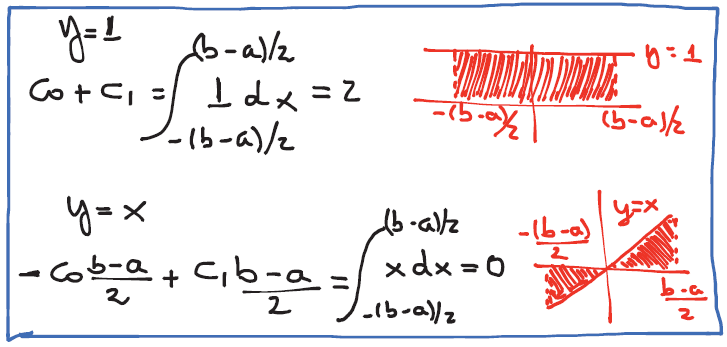 y=1
C0 + C1 = ∫_{-(b-a)/2}^{(b-a)/2} 1 dx = 2
y=1
-(b-a)/2
(b-a)/2
y=x
-C0 (b-a)/2 + C1 (b-a)/2 = ∫_{-(b-a)/2}^{(b-a)/2} x dx = 0
y=x
-(b-a)/2
(b-a)/2